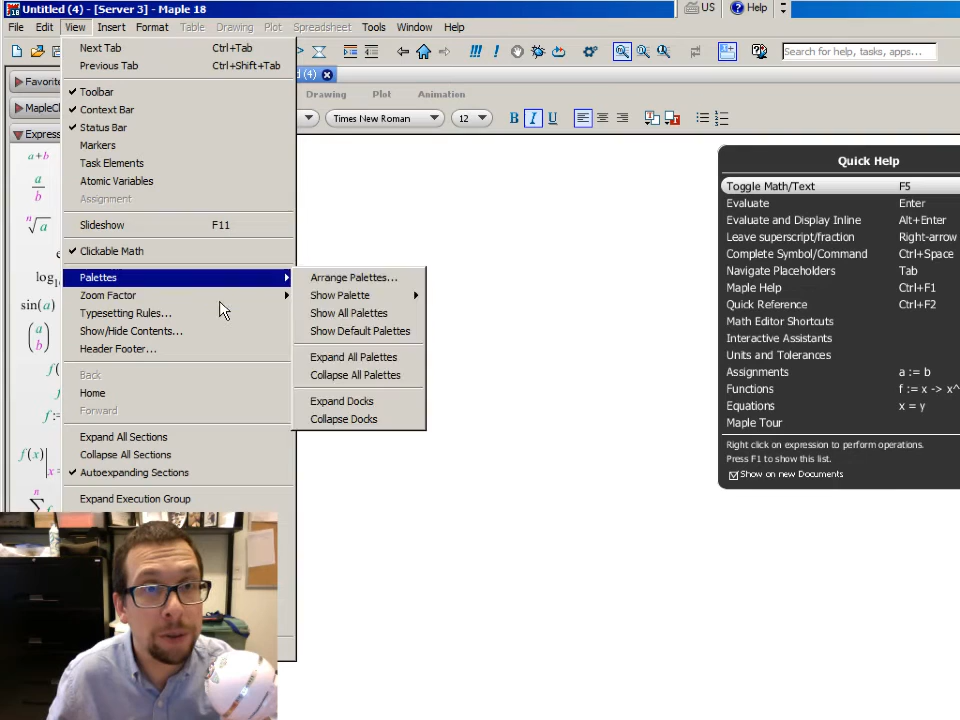 Untitled (4) - [Server 3] - Maple 18
US
Help
File Edit View Insert Format Table Drawing Plot Spreadsheet Tools Window Help
Search for help, tasks, apps...
Next Tab Ctrl+Tab
Previous Tab Ctrl+Shift+Tab
Toolbar
Context Bar
Status Bar
Markers
Task Elements
Atomic Variables
Assignment
Slideshow F11
Clickable Math
Palettes
Zoom Factor
Typesetting Rules...
Show/Hide Contents...
Header Footer...
Back
Home
Forward
Expand All Sections
Collapse All Sections
Autoexpanding Sections
Expand Execution Group
Arrange Palettes...
Show Palette
Show All Palettes
Show Default Palettes
Expand All Palettes
Collapse All Palettes
Expand Docks
Collapse Docks
Favorite
MapleCl
Express
a+b
a
b
n√a
log
sin(a)
(a
b)
f(x)
d (4)
Drawing Plot Animation
Times New Roman 12 B I U
Quick Help
Toggle Math/Text F5
Evaluate Enter
Evaluate and Display Inline Alt+Enter
Leave superscript/fraction Right-arrow
Complete Symbol/Command Ctrl+Space
Navigate Placeholders Tab
Maple Help Ctrl+F1
Quick Reference Ctrl+F2
Math Editor Shortcuts
Interactive Assistants
Units and Tolerances
Assignments a := b
Functions f := x -> x^
Equations x = y
Maple Tour
Right click on expression to perform operations.
Press F1 to show this list.
Show on new Documents